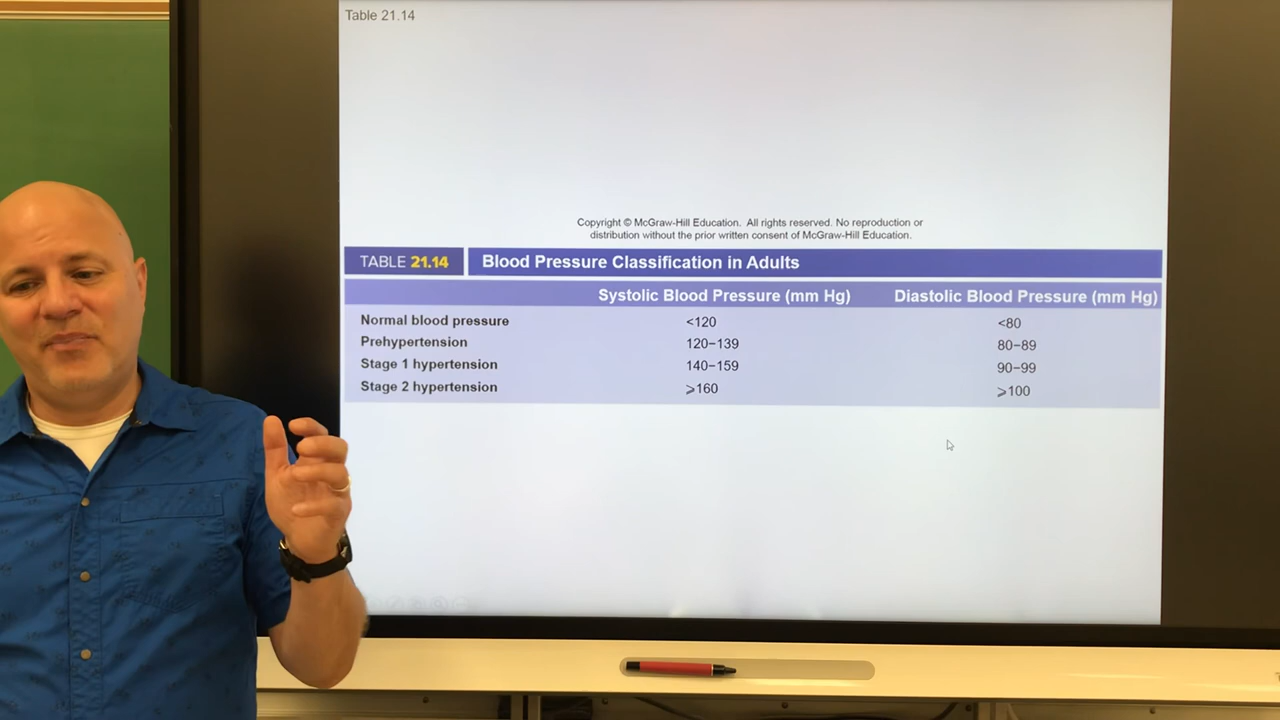 Table 21.14
Copyright © McGraw-Hill Education. All rights reserved. No reproduction or
distribution without the prior written consent of McGraw-Hill Education.
TABLE 21.14 Blood Pressure Classification in Adults
Systolic Blood Pressure (mm Hg) Diastolic Blood Pressure (mm Hg)
Normal blood pressure <120 <80
Prehypertension 120–139 80–89
Stage 1 hypertension 140–159 90–99
Stage 2 hypertension ⩾160 ⩾100